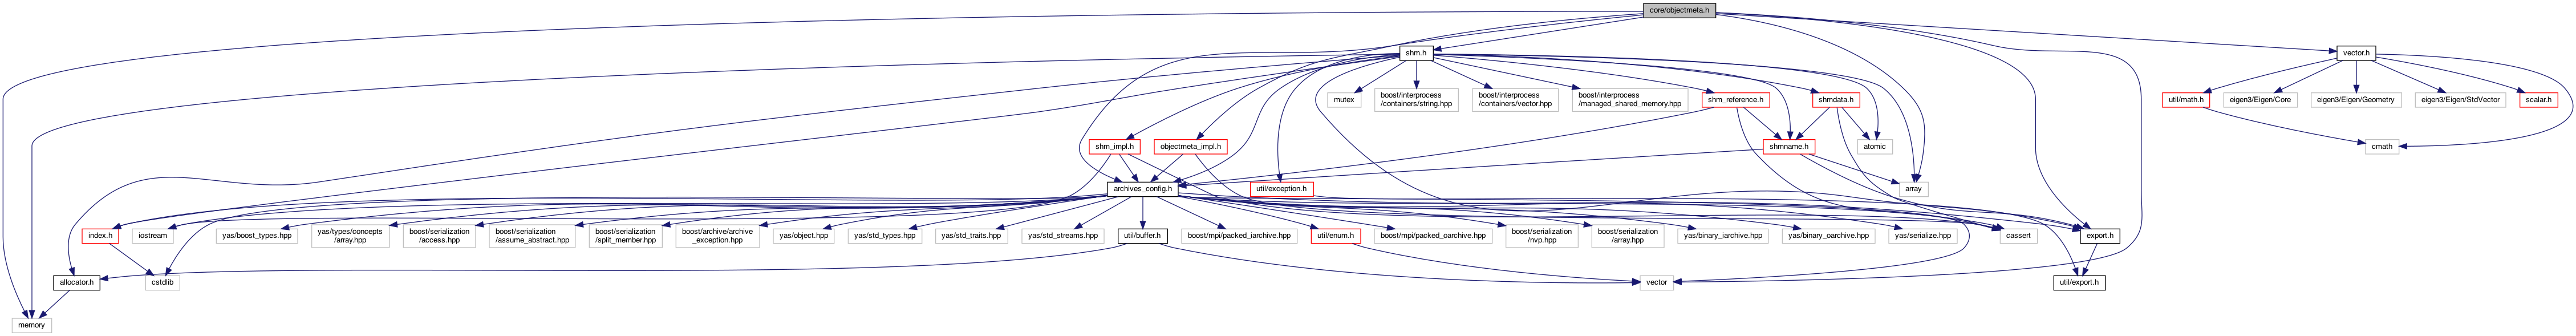 core/objectmeta.h
shm.h
vector.h
mutex
boost/interprocess
/containers/string.hpp
boost/interprocess
/containers/vector.hpp
boost/interprocess
/managed_shared_memory.hpp
shm_reference.h
shmdata.h
util/math.h
eigen3/Eigen/Core
eigen3/Eigen/Geometry
eigen3/Eigen/StdVector
scalar.h
shm_impl.h
objectmeta_impl.h
shmname.h
atomic
cmath
archives_config.h
util/exception.h
array
index.h
iostream
yas/boost_types.hpp
yas/types/concepts
/array.hpp
boost/serialization
/access.hpp
boost/serialization
/assume_abstract.hpp
boost/serialization
/split_member.hpp
boost/archive/archive
_exception.hpp
yas/object.hpp
yas/std_types.hpp
yas/std_traits.hpp
yas/std_streams.hpp
util/buffer.h
boost/mpi/packed_iarchive.hpp
util/enum.h
boost/mpi/packed_oarchive.hpp
boost/serialization
/nvp.hpp
boost/serialization
/array.hpp
yas/binary_iarchive.hpp
yas/binary_oarchive.hpp
yas/serialize.hpp
cassert
export.h
allocator.h
cstdlib
vector
util/export.h
memory